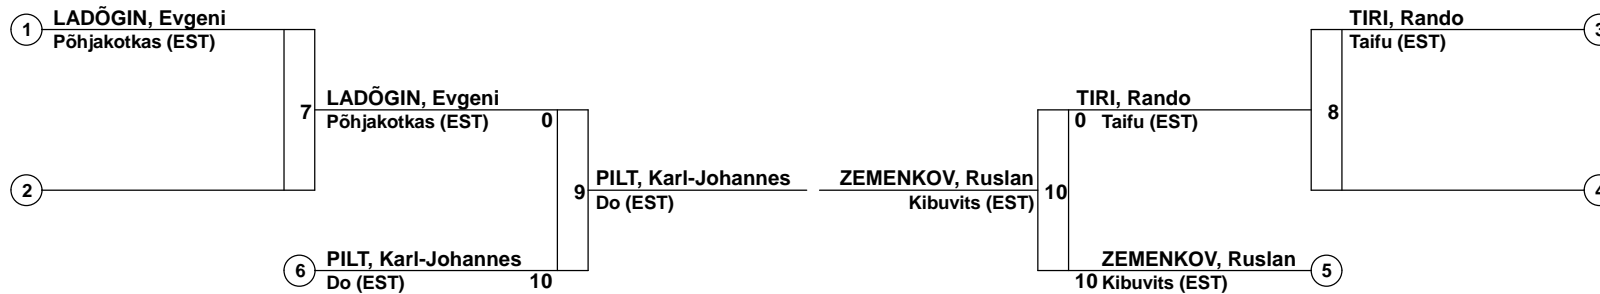 1
LADÕGIN, Evgeni
Põhjakotkas (EST)
2
7
LADÕGIN, Evgeni
Põhjakotkas (EST)
0
6
PILT, Karl-Johannes
Do (EST)
10
9
PILT, Karl-Johannes
Do (EST)
ZEMENKOV, Ruslan
Kibuvits (EST)
10
TIRI, Rando
0 Taifu (EST)
ZEMENKOV, Ruslan
10 Kibuvits (EST)
5
8
TIRI, Rando
Taifu (EST)
3
4